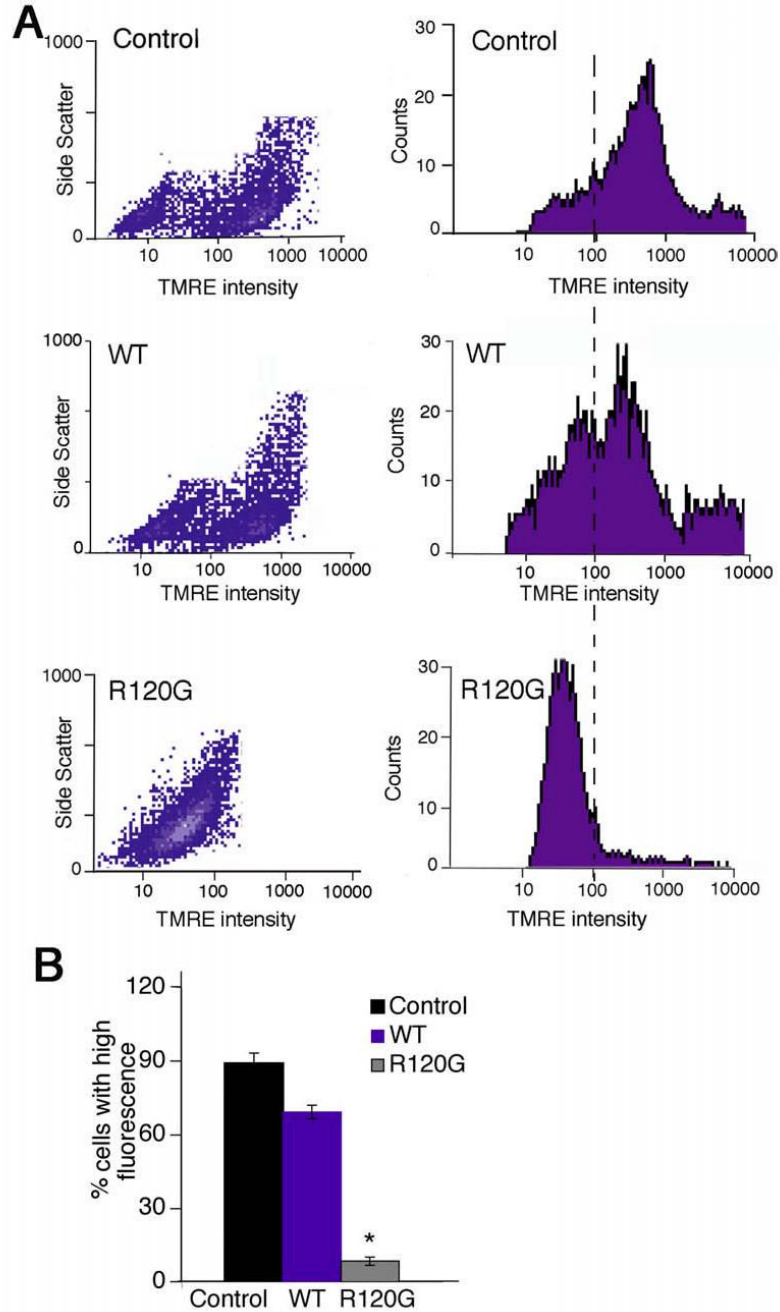 A
Control
1000
Side Scatter
0
10 100 1000 10000
TMRE intensity
Control
30
20
10
0
Counts
10 100 1000 10000
TMRE intensity
WT
1000
Side Scatter
0
10 100 1000 10000
TMRE intensity
WT
30
20
10
0
Counts
10 100 1000 10000
TMRE intensity
R120G
1000
Side Scatter
0
10 100 1000 10000
TMRE intensity
R120G
30
20
10
0
Counts
10 100 1000 10000
TMRE intensity
B
120
90
60
30
0
% cells with high
fluorescence
Control
WT
R120G
*
Control WT R120G